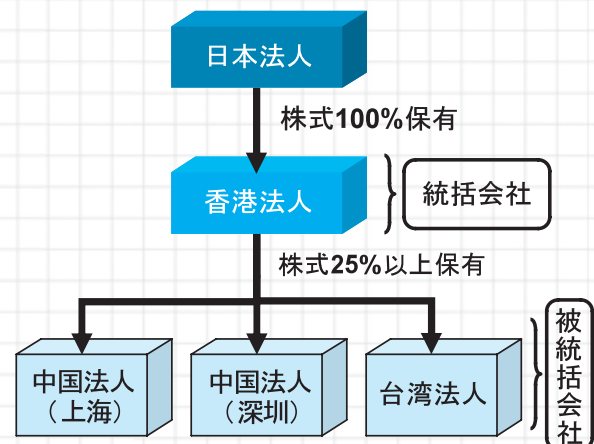 日本法人
株式100%保有
香港法人
統括会社
株式25%以上保有
中国法人
（上海）
中国法人
（深圳）
台湾法人
被統括会社